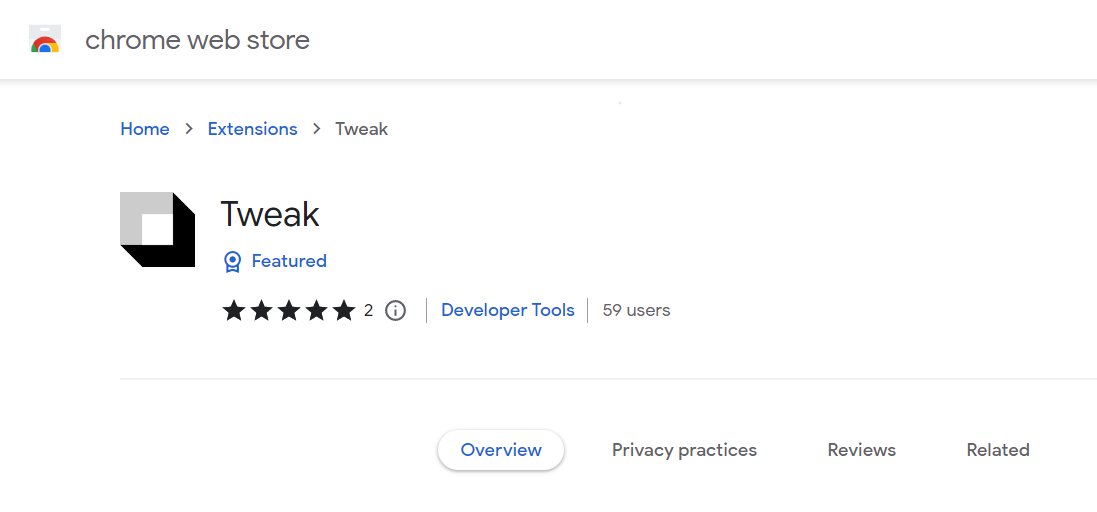 chrome web store
Home > Extensions > Tweak
Tweak
Featured
2 Developer Tools 59 users
Overview Privacy practices Reviews Related